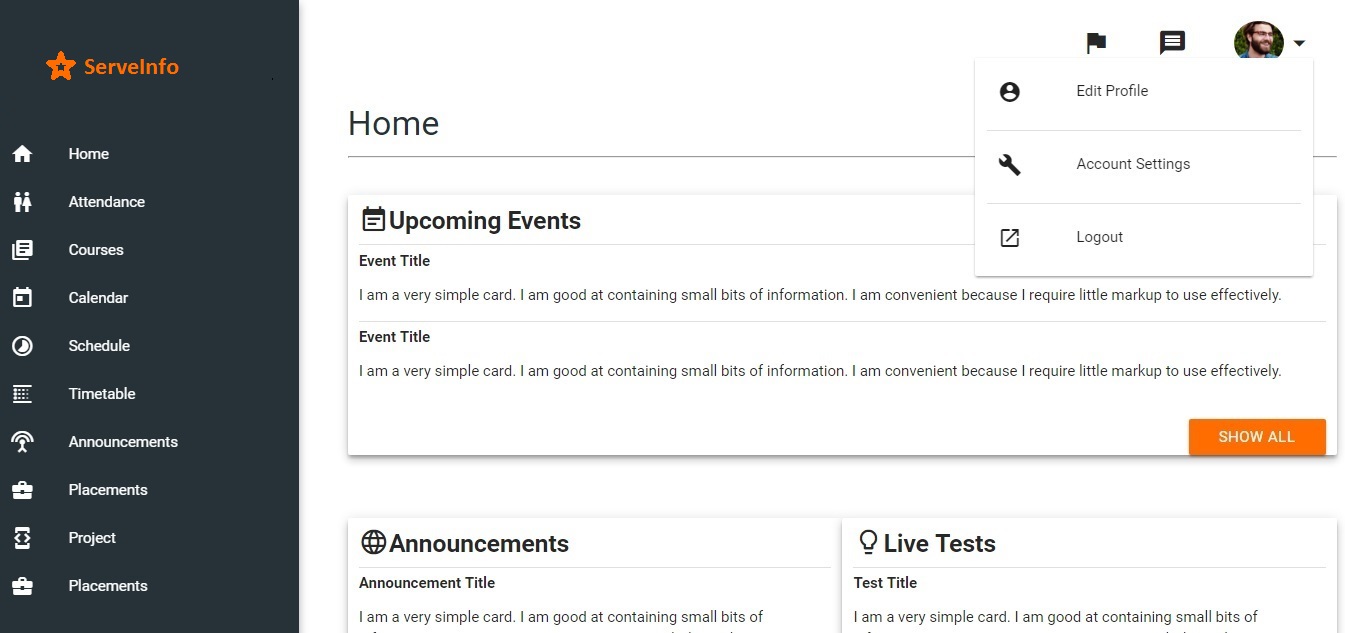 ServeInfo
Home
Attendance
Courses
Calendar
Schedule
Timetable
Announcements
Placements
Project
Placements
Edit Profile
Account Settings
Logout
Home
Upcoming Events
Event Title
I am a very simple card. I am good at containing small bits of information. I am convenient because I require little markup to use effectively.
Event Title
I am a very simple card. I am good at containing small bits of information. I am convenient because I require little markup to use effectively.
SHOW ALL
Announcements
Announcement Title
I am a very simple card. I am good at containing small bits of
Live Tests
Test Title
I am a very simple card. I am good at containing small bits of